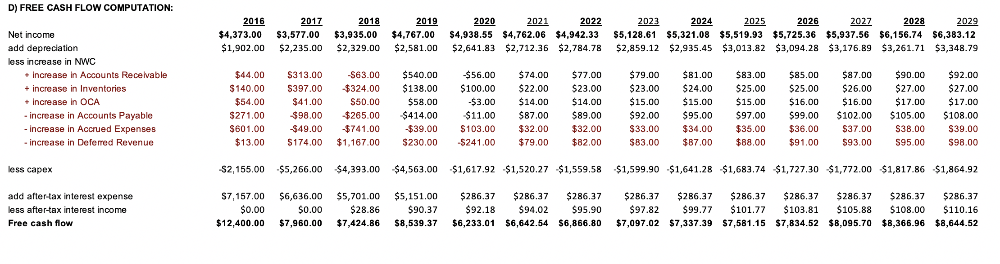 D) FREE CASH FLOW COMPUTATION:
2016 2017 2018 2019 2020 2021 2022 2023 2024 2025 2026 2027 2028 2029
Net income $4,373.00 $3,577.00 $3,935.00 $4,767.00 $4,938.55 $4,762.06 $4,942.33 $5,128.61 $5,321.08 $5,519.93 $5,725.36 $5,937.56 $6,156.74 $6,383.12
add depreciation $1,902.00 $2,235.00 $2,329.00 $2,581.00 $2,641.83 $2,712.36 $2,784.78 $2,859.12 $2,935.45 $3,013.82 $3,094.28 $3,176.89 $3,261.71 $3,348.79
less increase in NWC
+ increase in Accounts Receivable $44.00 $313.00 -$63.00 $540.00 -$56.00 $74.00 $77.00 $79.00 $81.00 $83.00 $85.00 $87.00 $90.00 $92.00
+ increase in Inventories $140.00 $397.00 -$324.00 $138.00 $100.00 $22.00 $23.00 $23.00 $24.00 $25.00 $25.00 $26.00 $27.00 $27.00
+ increase in OCA $54.00 $41.00 $50.00 $58.00 -$3.00 $14.00 $14.00 $15.00 $15.00 $15.00 $16.00 $16.00 $17.00 $17.00
- increase in Accounts Payable $271.00 -$98.00 -$265.00 -$414.00 -$11.00 $87.00 $89.00 $92.00 $95.00 $97.00 $99.00 $102.00 $105.00 $108.00
- increase in Accrued Expenses $601.00 -$49.00 -$741.00 -$39.00 $103.00 $32.00 $32.00 $33.00 $34.00 $35.00 $36.00 $37.00 $38.00 $39.00
- increase in Deferred Revenue $13.00 $174.00 $1,167.00 $230.00 -$241.00 $79.00 $82.00 $83.00 $87.00 $88.00 $91.00 $93.00 $95.00 $98.00
less capex -$2,155.00 -$5,266.00 -$4,393.00 -$4,563.00 -$1,617.92 -$1,520.27 -$1,559.58 -$1,599.90 -$1,641.28 -$1,683.74 -$1,727.30 -$1,772.00 -$1,817.86 -$1,864.92
add after-tax interest expense $7,157.00 $6,636.00 $5,701.00 $5,151.00 $286.37 $286.37 $286.37 $286.37 $286.37 $286.37 $286.37 $286.37 $286.37 $286.37
less after-tax interest income $0.00 $0.00 $28.86 $90.37 $92.18 $94.02 $95.90 $97.82 $99.77 $101.77 $103.81 $105.88 $108.00 $110.16
Free cash flow $12,400.00 $7,960.00 $7,424.86 $8,539.37 $6,233.01 $6,642.54 $6,866.80 $7,097.02 $7,337.39 $7,581.15 $7,834.52 $8,095.70 $8,366.96 $8,644.52